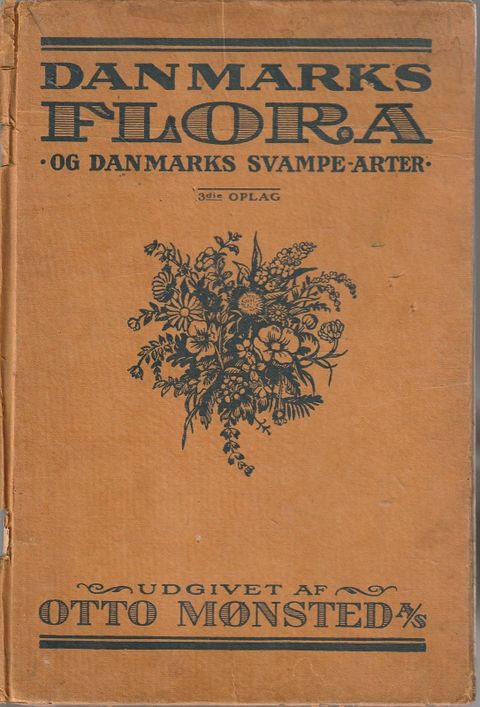 DANMARKS
FLORA
·OG DANMARKS SVAMPE-ARTER·
3die OPLAG
UDGIVET AF
OTTO MØNSTED A/S